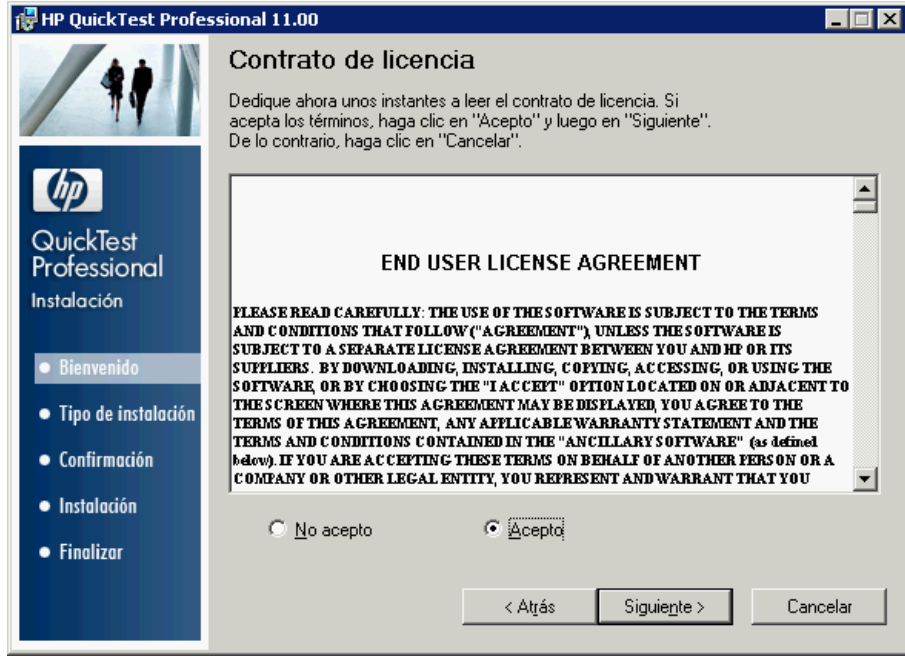 HP QuickTest Professional 11.00
Contrato de licencia
Dedique ahora unos instantes a leer el contrato de licencia. Si
acepta los términos, haga clic en "Acepto" y luego en "Siguiente".
De lo contrario, haga clic en "Cancelar".
hp
QuickTest
Professional
Instalación
Bienvenido
Tipo de instalación
Confirmación
Instalación
Finalizar
END USER LICENSE AGREEMENT
PLEASE READ CAREFULLY: THE USE OF THE SOFTWARE IS SUBJECT TO THE TERMS
AND CONDITIONS THAT FOLLOW ("AGREEMENT"), UNLESS THE SOFTWARE IS
SUBJECT TO A SEPARATE LICENSE AGREEMENT BETWEEN YOU AND HP OR ITS
SUPPLIERS. BY DOWNLOADING, INSTALLING, COPYING, ACCESSING, OR USING THE
SOFTWARE, OR BY CHOOSING THE "I ACCEPT" OPTION LOCATED ON OR ADJACENT TO
THE SCREEN WHERE THIS AGREEMENT MAY BE DISPLAYED, YOU AGREE TO THE
TERMS OF THIS AGREEMENT, ANY APPLICABLE WARRANTY STATEMENT AND THE
TERMS AND CONDITIONS CONTAINED IN THE "ANCILLARY SOFTWARE" (as defined
below). IF YOU ARE ACCEPTING THESE TERMS ON BEHALF OF ANOTHER PERSON OR A
COMPANY OR OTHER LEGAL ENTITY, YOU REPRESENT AND WARRANT THAT YOU
No acepto
Acepto
< Atrás
Siguiente >
Cancelar